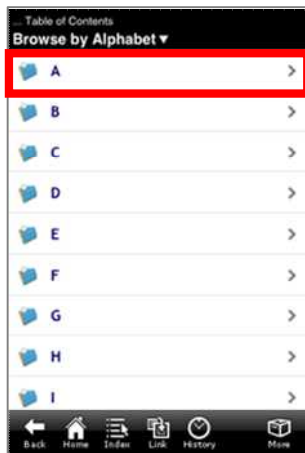 ... Table of Contents
Browse by Alphabet ▼
A
B
C
D
E
F
G
H
I
Back Home Index Link History More